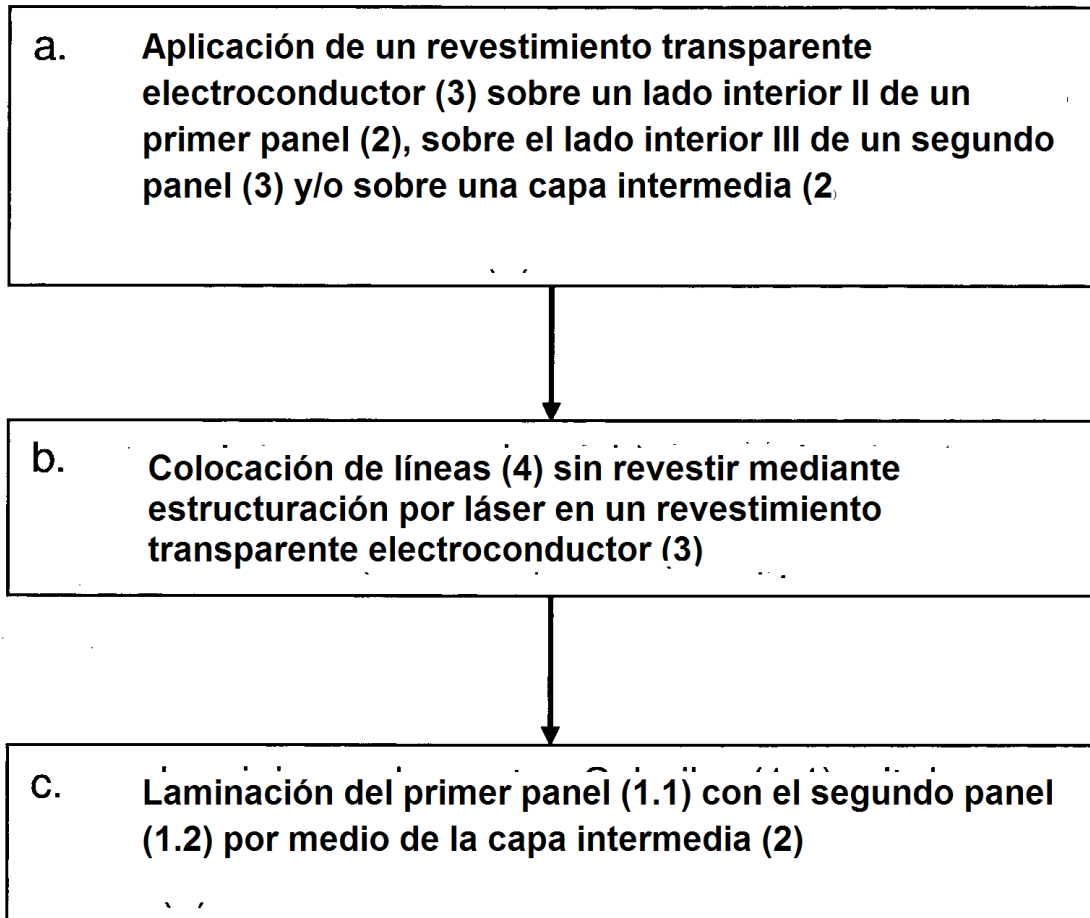 a. Aplicación de un revestimiento transparente
electroconductor (3) sobre un lado interior II de un
primer panel (2), sobre el lado interior III de un segundo
panel (3) y/o sobre una capa intermedia (2)
b. Colocación de líneas (4) sin revestir mediante
estructuración por láser en un revestimiento
transparente electroconductor (3)
c. Laminación del primer panel (1.1) con el segundo panel
(1.2) por medio de la capa intermedia (2)